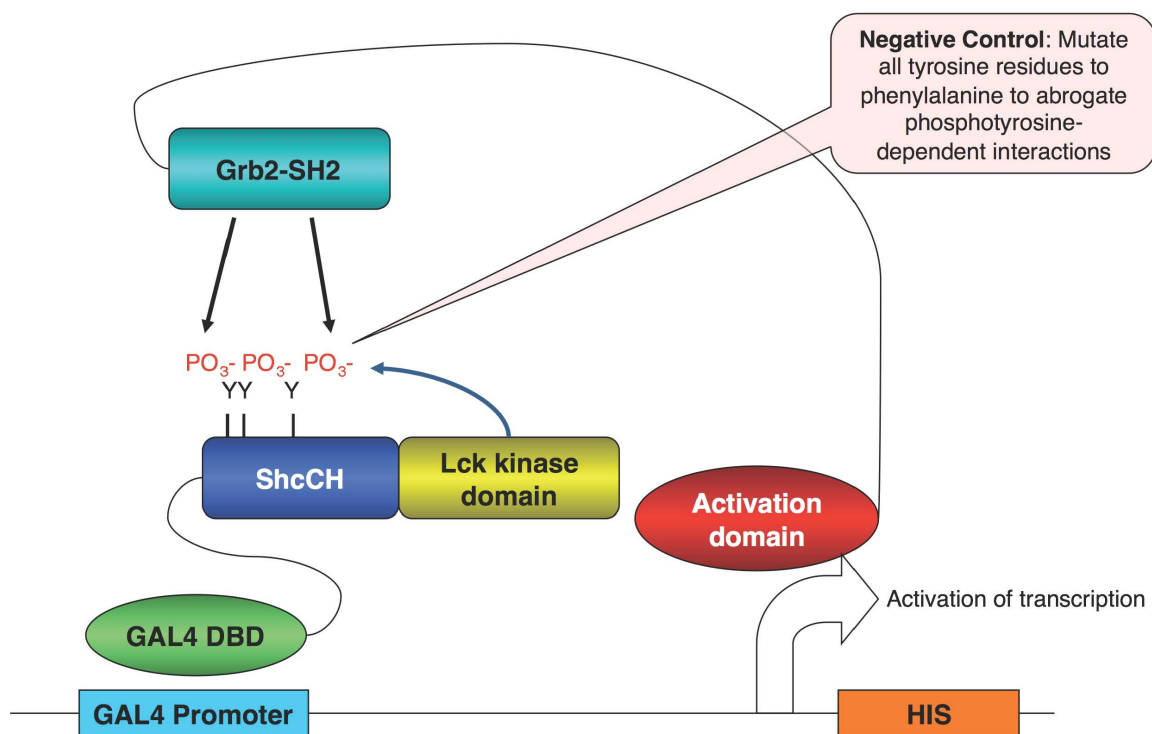 Negative Control: Mutate
all tyrosine residues to
phenylalanine to abrogate
phosphotyrosine-
dependent interactions
Grb2-SH2
PO3- PO3- PO3-
YY Y
ShcCH
Lck kinase
domain
Activation
domain
Activation of transcription
GAL4 DBD
GAL4 Promoter
HIS